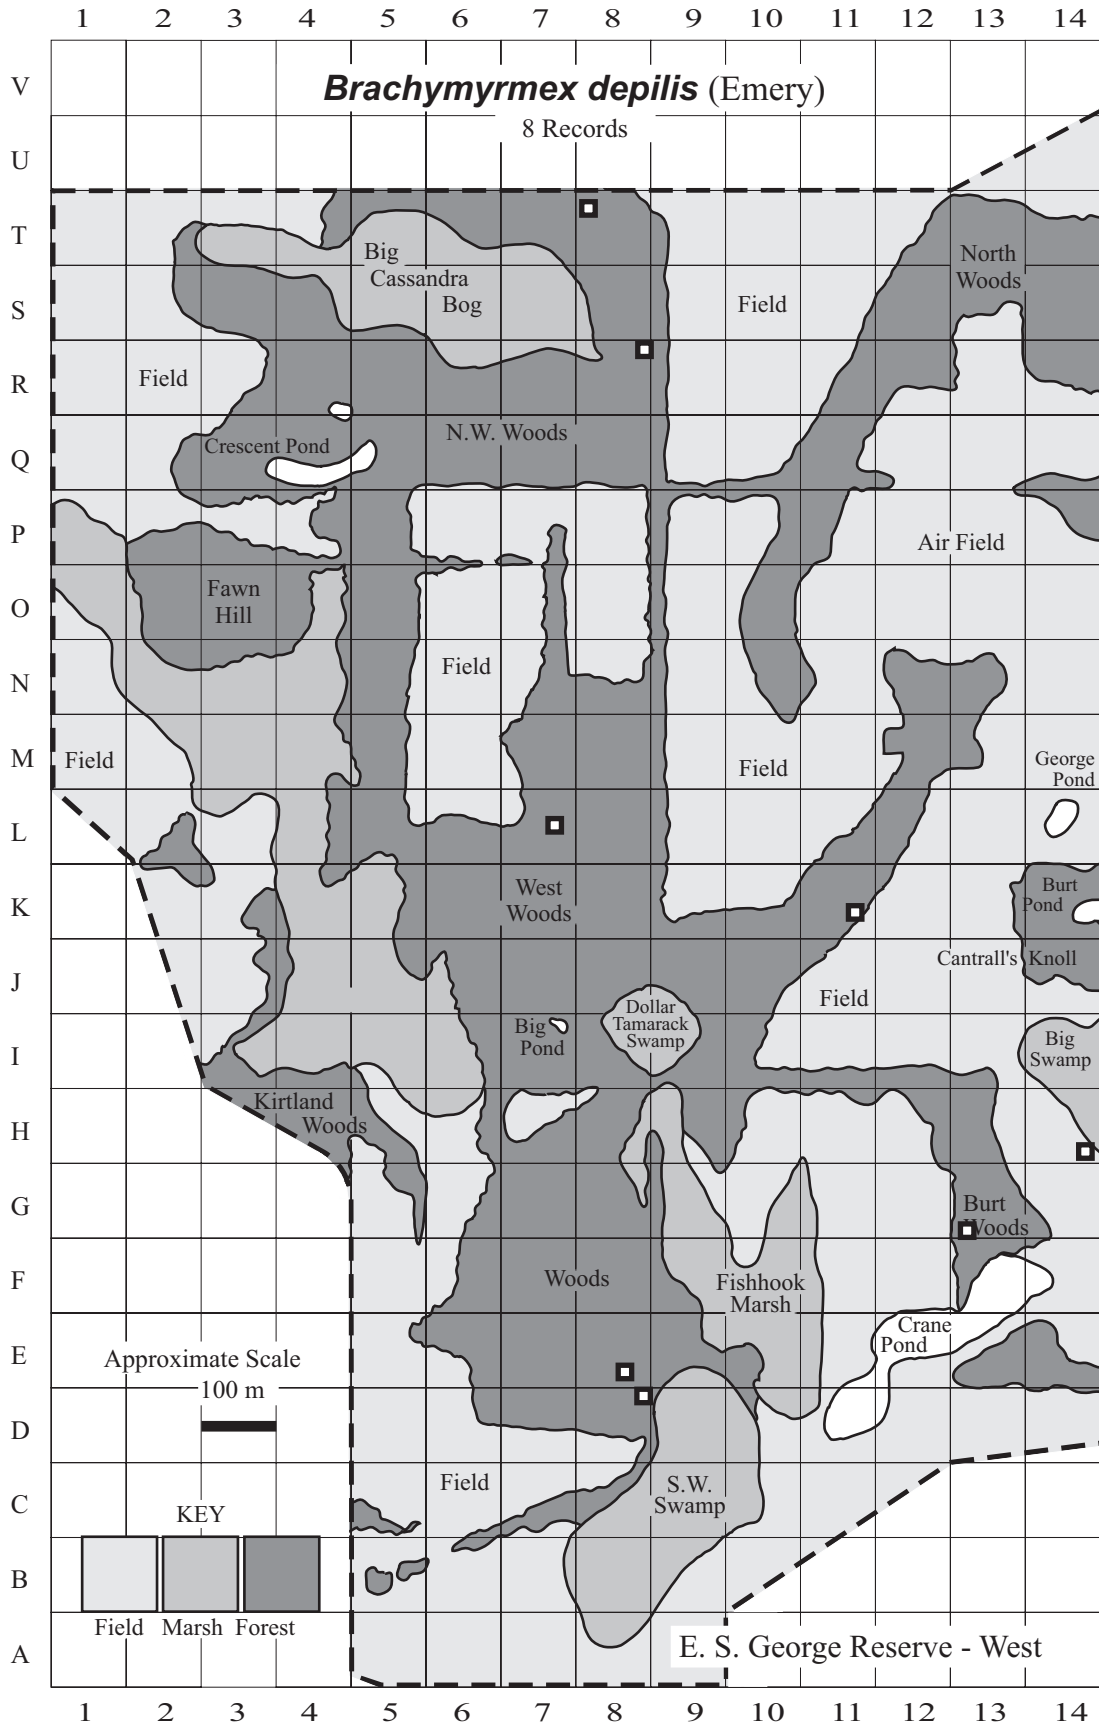 1 2 3 4 5 6 7 8 9 10 11 12 13 14
V
Brachymyrmex depilis (Emery)
8 Records
U
T
Big
Cassandra
Bog
North
Woods
Field
S
R
Field
N.W. Woods
Crescent Pond
Q
P
Air Field
Fawn
Hill
O
Field
N
M
Field
Field
George
Pond
L
West
Woods
Burt
Pond
K
Cantrall's Knoll
J
Field
Dollar
Tamarack
Swamp
Big
Pond
Big
Swamp
I
Kirtland
Woods
H
G
Burt
Woods
F
Woods
Fishhook
Marsh
Crane
Pond
E
Approximate Scale
100 m
D
Field
S.W.
Swamp
C
KEY
B
Field Marsh Forest
A
E. S. George Reserve - West
1 2 3 4 5 6 7 8 9 10 11 12 13 14